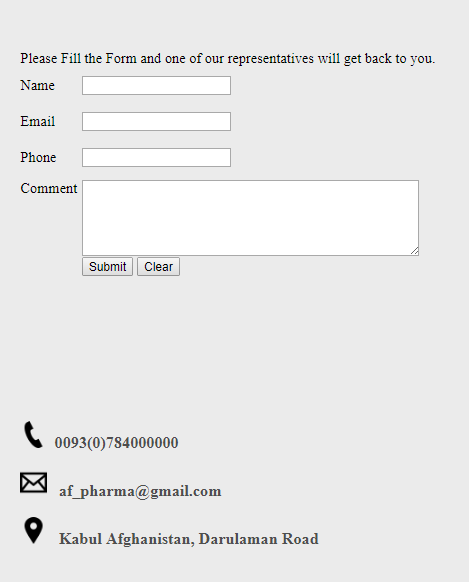 Please Fill the Form and one of our representatives will get back to you.
Name
Email
Phone
Comment
Submit Clear
0093(0)784000000
af_pharma@gmail.com
Kabul Afghanistan, Darulaman Road